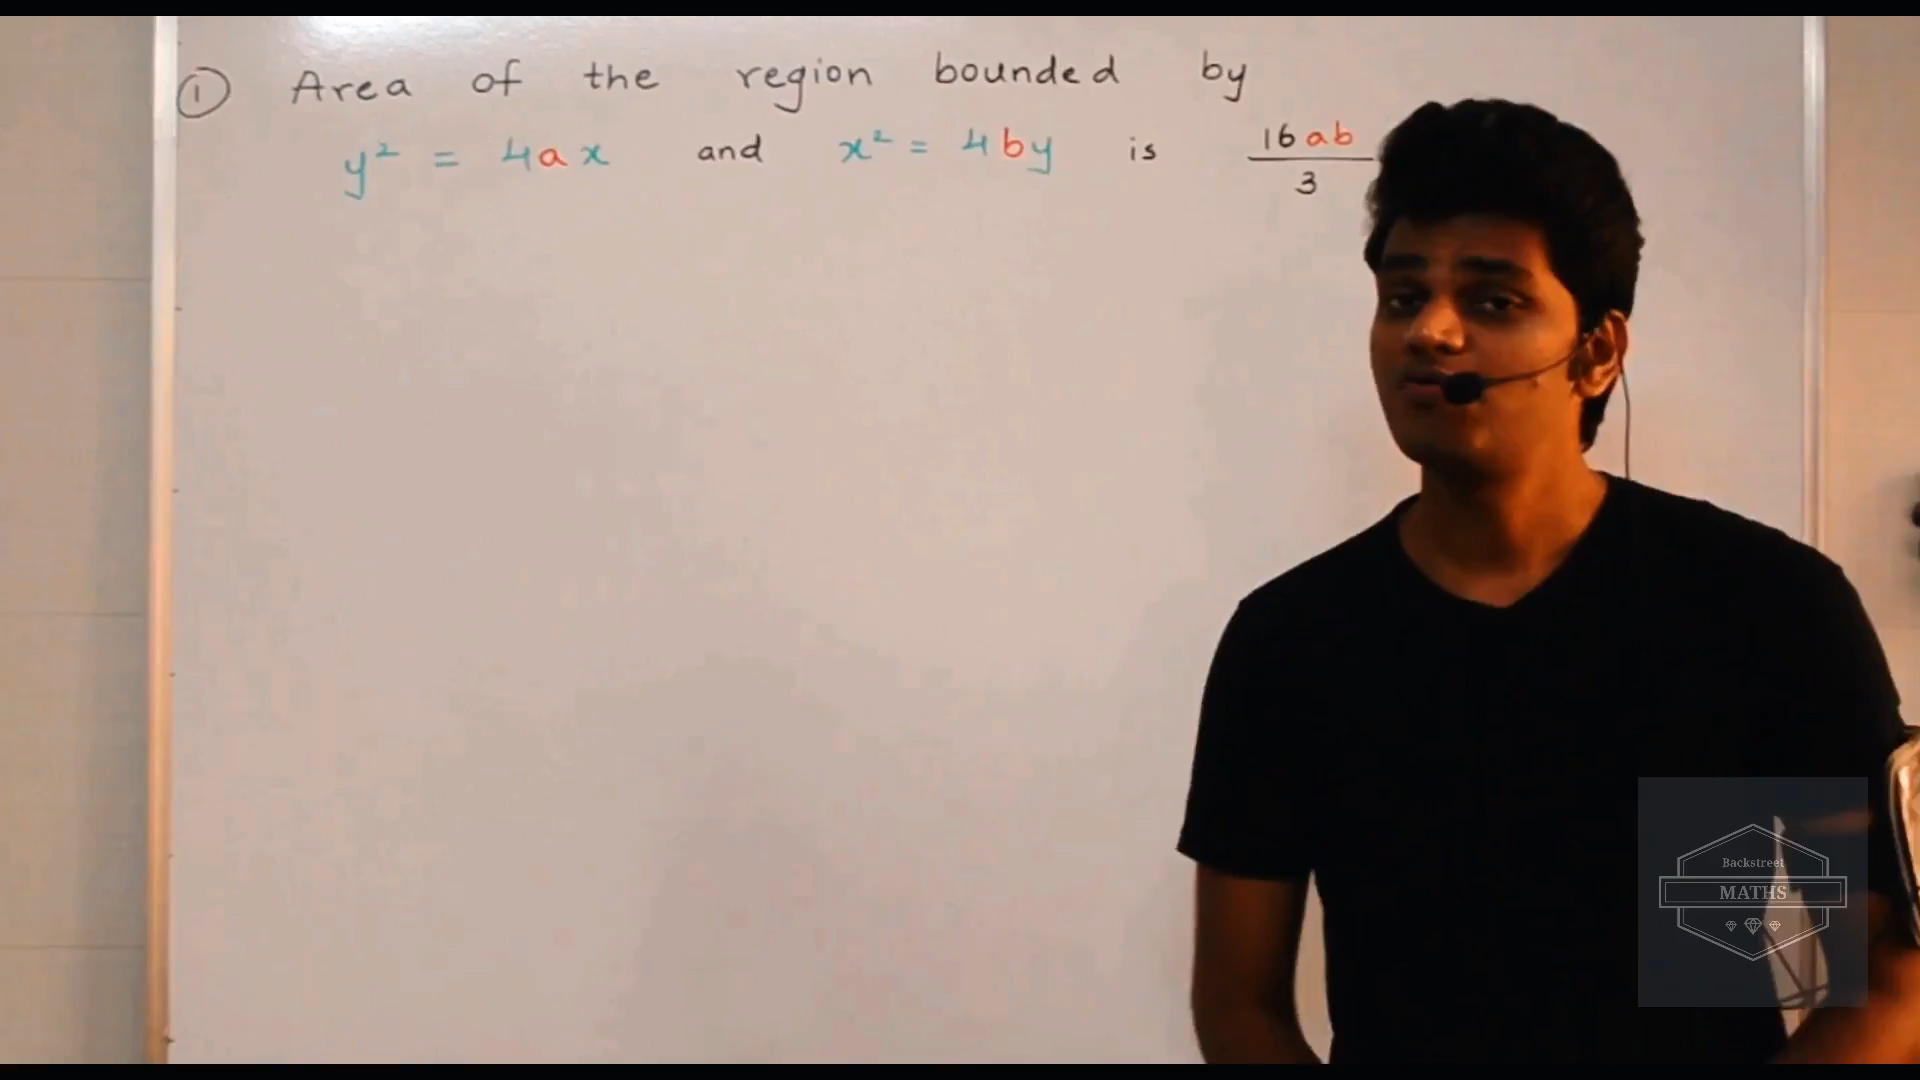 ① Area of the region bounded by
y² = 4ax and x² = 4by is 16ab/3
Backstreet
MATHS